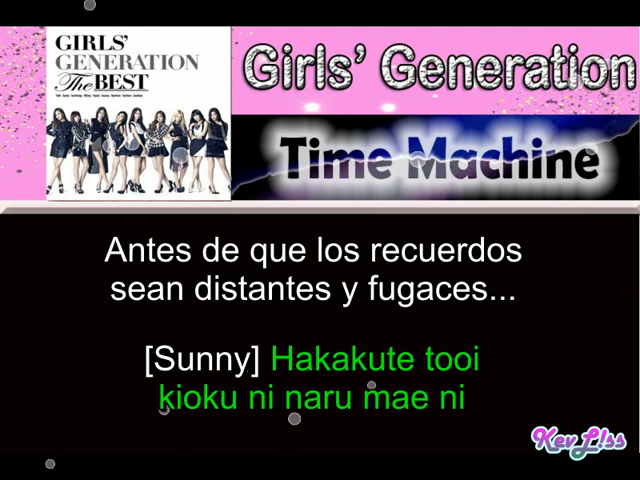 GIRLS'
GENERATION
The BEST
Girls' Generation
Time Machine
Antes de que los recuerdos
sean distantes y fugaces...
[Sunny] Hakakute tooi
kioku ni naru mae ni
KevL!ss